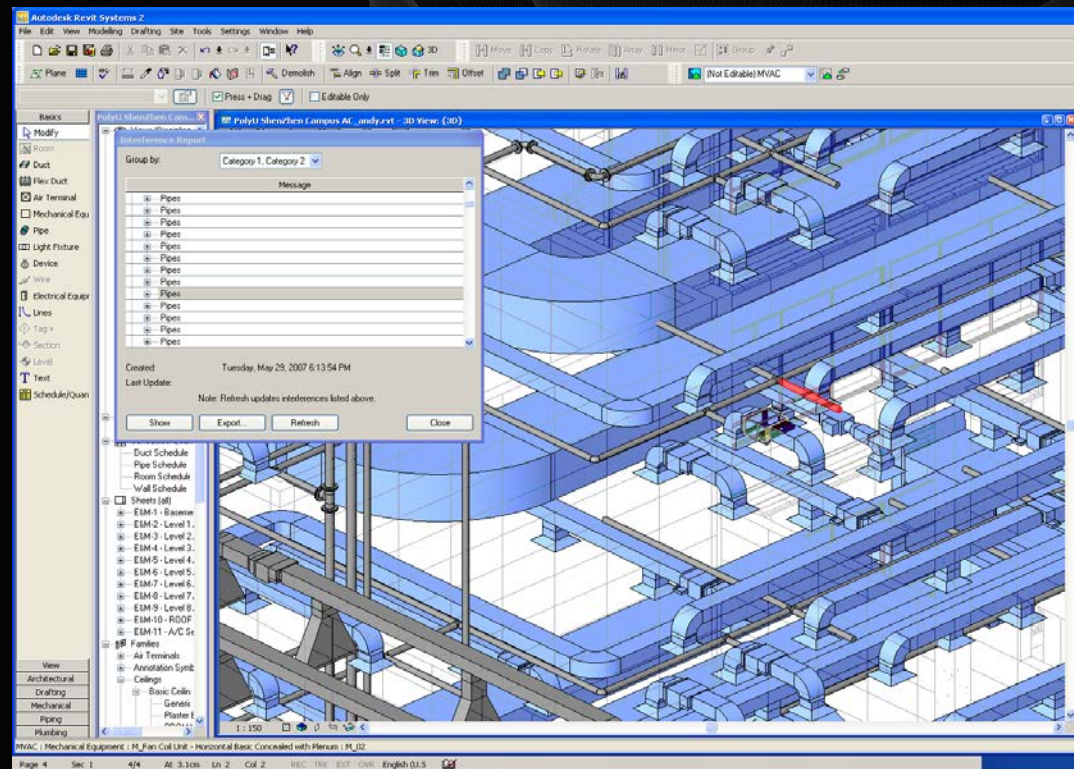 Autodesk Revit Systems 2
File Edit View Modelling Drafting Site Tools Settings Window Help
3D Move Copy Rotate Array Mirror Group
Plane Demolish Align Split Trim Offset (Not Editable) MVAC
Press + Drag Editable Only
Basics
Modify
Room
Duct
Flex Duct
Air Terminal
Mechanical Equ
Pipe
Light Fixture
Device
Wire
Electrical Equipr
Lines
Tag
Section
Level
Text
Schedule/Quan
View
Architectural
Drafting
Mechanical
Piping
Plumbing
PolyU ShenZhen Cam...
PolyU ShenZhen Campus AC_andy.rvt - 3D View: {3D}
Interference Report
Group by: Category 1, Category 2
Message
Pipes
Pipes
Pipes
Pipes
Pipes
Pipes
Pipes
Pipes
Pipes
Pipes
Pipes
Pipes
Pipes
Created: Tuesday, May 29, 2007 6:13:54 PM
Last Update:
Note: Refresh updates interferences listed above.
Show Export... Refresh Close
Duct Schedule
Pipe Schedule
Room Schedule
Wall Schedule
Sheets (all)
E&M-1 - Baseme
E&M-2 - Level 1.
E&M-3 - Level 2.
E&M-4 - Level 3.
E&M-5 - Level 4.
E&M-6 - Level 5.
E&M-7 - Level 6.
E&M-8 - Level 7.
E&M-9 - Level 8.
E&M-10 - ROOF
E&M-11 - A/C Se
Families
Air Terminals
Annotation Symb
Ceilings
Basic Ceilin
Generic
Plaster B
1 : 150
MVAC : Mechanical Equipment : M_Fan Coil Unit - Horizontal Basic Concealed with Plenum : M_02
Page 4 Sec 1 4/4 At 3.1cm Ln 2 Col 2 REC TRK EXT OVR English (U.S